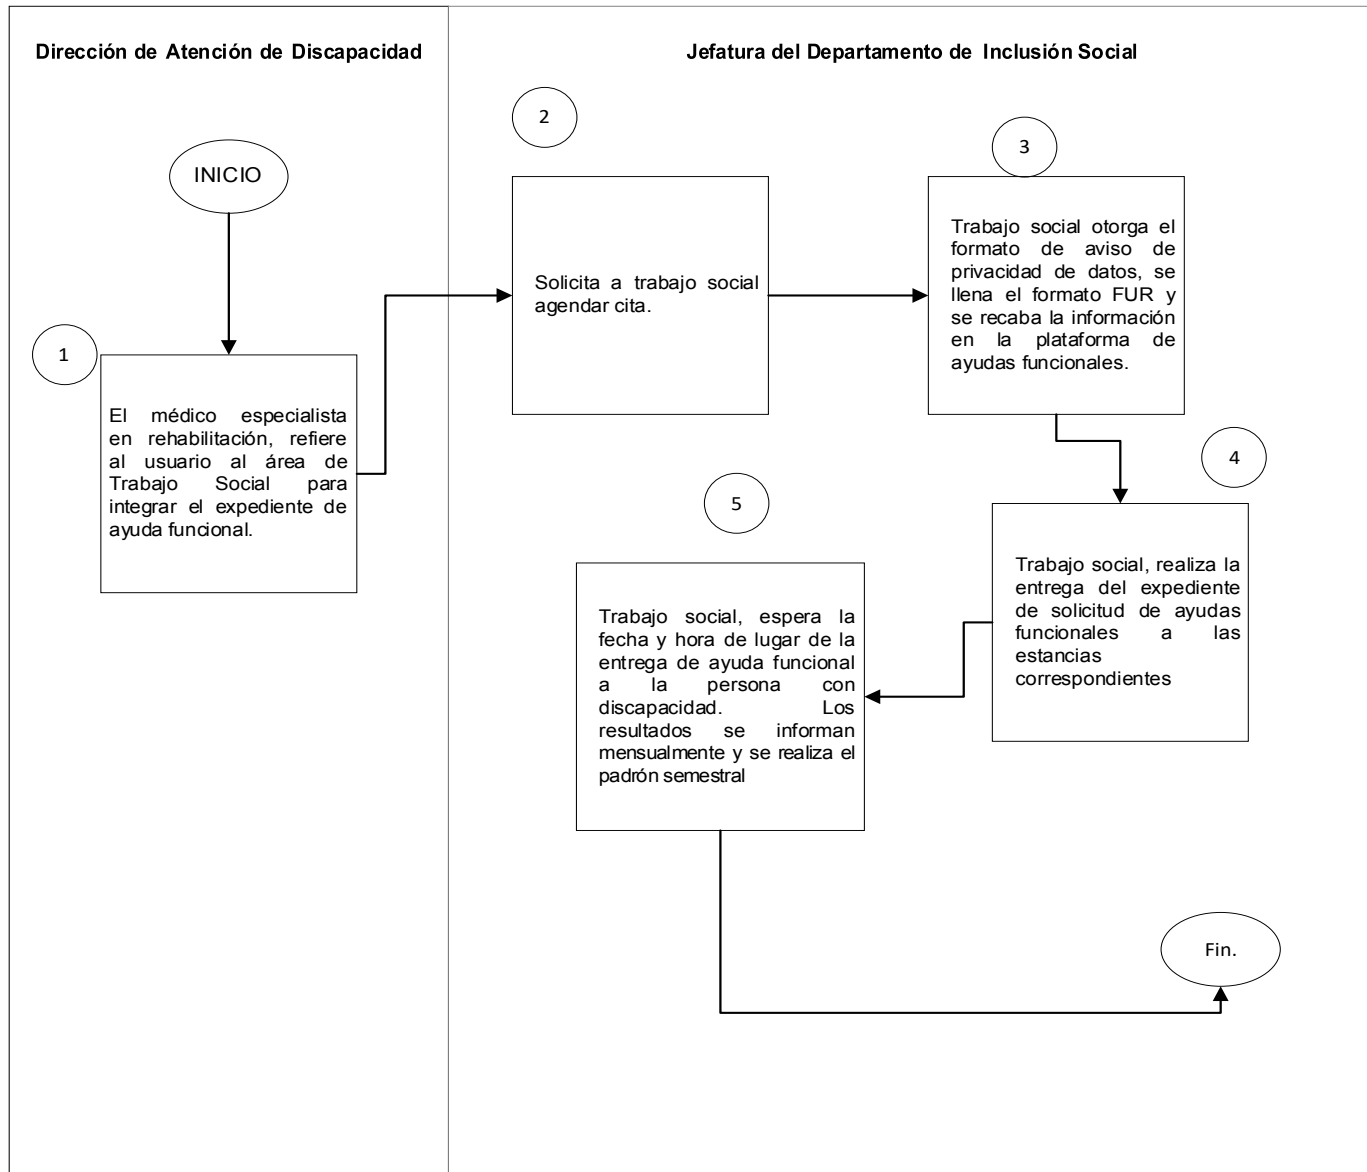 Dirección de Atención de Discapacidad
Jefatura del Departamento de Inclusión Social
INICIO
1
El médico especialista
en rehabilitación, refiere
al usuario al área de
Trabajo Social para
integrar el expediente de
ayuda funcional.
2
Solicita a trabajo social
agendar cita.
3
Trabajo social otorga el
formato de aviso de
privacidad de datos, se
llena el formato FUR y
se recaba la información
en la plataforma de
ayudas funcionales.
4
Trabajo social, realiza la
entrega del expediente
de solicitud de ayudas
funcionales a las
estancias
correspondientes
5
Trabajo social, espera la
fecha y hora de lugar de la
entrega de ayuda funcional
a la persona con
discapacidad. Los
resultados se informan
mensualmente y se realiza el
padrón semestral
Fin.